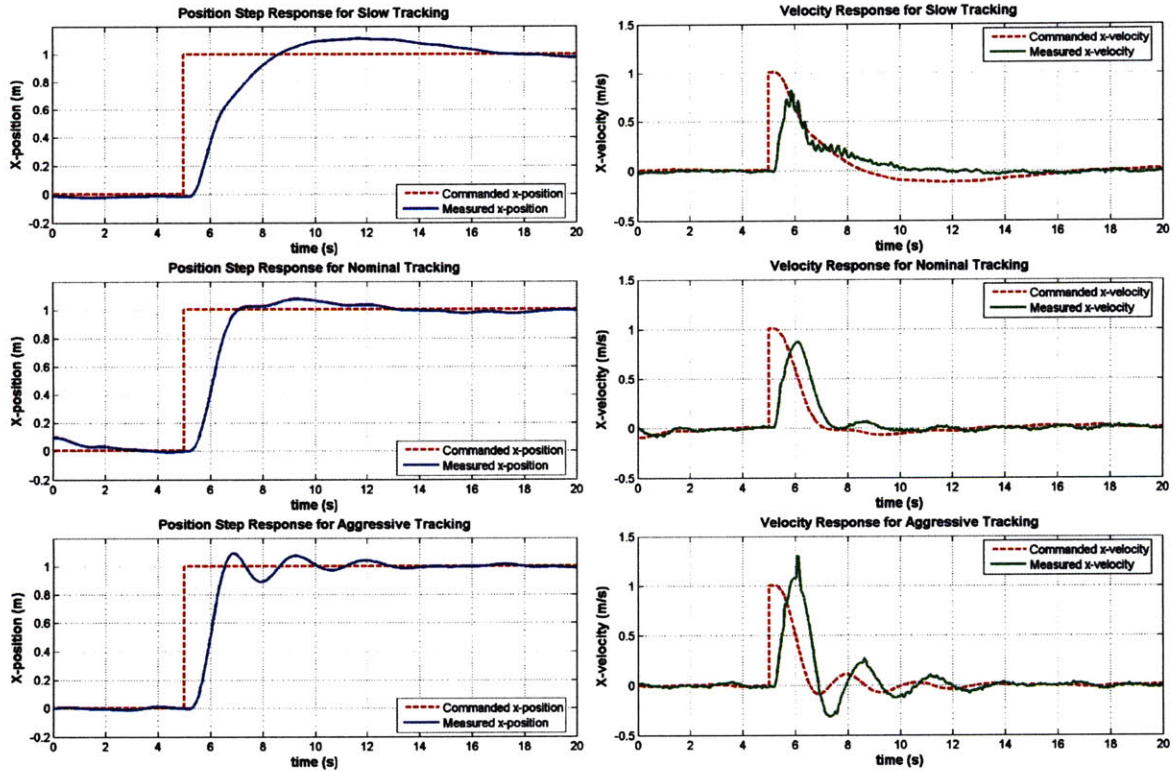 Position Step Response for Slow Tracking
X-position (m)
1
0.8
0.6
0.4
0.2
0
-0.2
0 2 4 6 8 10 12 14 16 18 20
time (s)
Commanded x-position
Measured x-position
Velocity Response for Slow Tracking
X-velocity (m/s)
1.5
1
0.5
0
-0.5
0 2 4 6 8 10 12 14 16 18 20
time (s)
Commanded x-velocity
Measured x-velocity
Position Step Response for Nominal Tracking
X-position (m)
1
0.8
0.6
0.4
0.2
0
-0.2
0 2 4 6 8 10 12 14 16 18 20
time (s)
Commanded x-position
Measured x-position
Velocity Response for Nominal Tracking
X-velocity (m/s)
1.5
1
0.5
0
-0.5
0 2 4 6 8 10 12 14 16 18 20
time (s)
Commanded x-velocity
Measured x-velocity
Position Step Response for Aggressive Tracking
X-position (m)
1
0.8
0.6
0.4
0.2
0
-0.2
0 2 4 6 8 10 12 14 16 18 20
time (s)
Commanded x-position
Measured x-position
Velocity Response for Aggressive Tracking
X-velocity (m/s)
1.5
1
0.5
0
-0.5
0 2 4 6 8 10 12 14 16 18 20
time (s)
Commanded x-velocity
Measured x-velocity